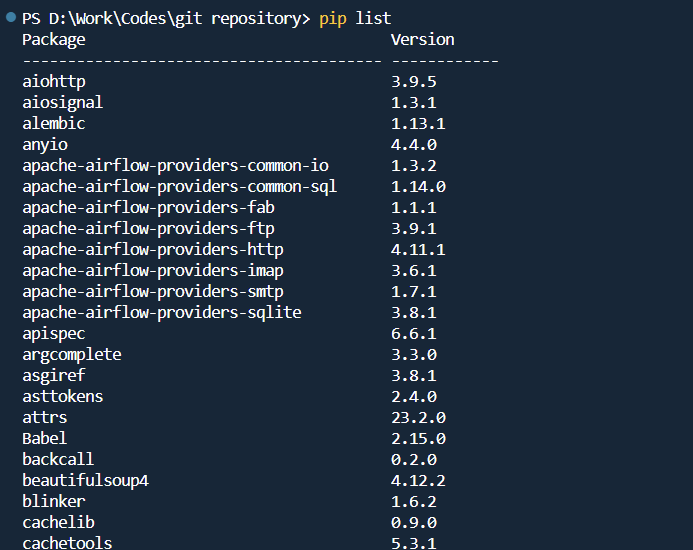 PS D:\Work\Codes\git repository> pip list
Package Version
--------------------------------------- ------------
aiohttp 3.9.5
aiosignal 1.3.1
alembic 1.13.1
anyio 4.4.0
apache-airflow-providers-common-io 1.3.2
apache-airflow-providers-common-sql 1.14.0
apache-airflow-providers-fab 1.1.1
apache-airflow-providers-ftp 3.9.1
apache-airflow-providers-http 4.11.1
apache-airflow-providers-imap 3.6.1
apache-airflow-providers-smtp 1.7.1
apache-airflow-providers-sqlite 3.8.1
apispec 6.6.1
argcomplete 3.3.0
asgiref 3.8.1
asttokens 2.4.0
attrs 23.2.0
Babel 2.15.0
backcall 0.2.0
beautifulsoup4 4.12.2
blinker 1.6.2
cachelib 0.9.0
cachetools 5.3.1